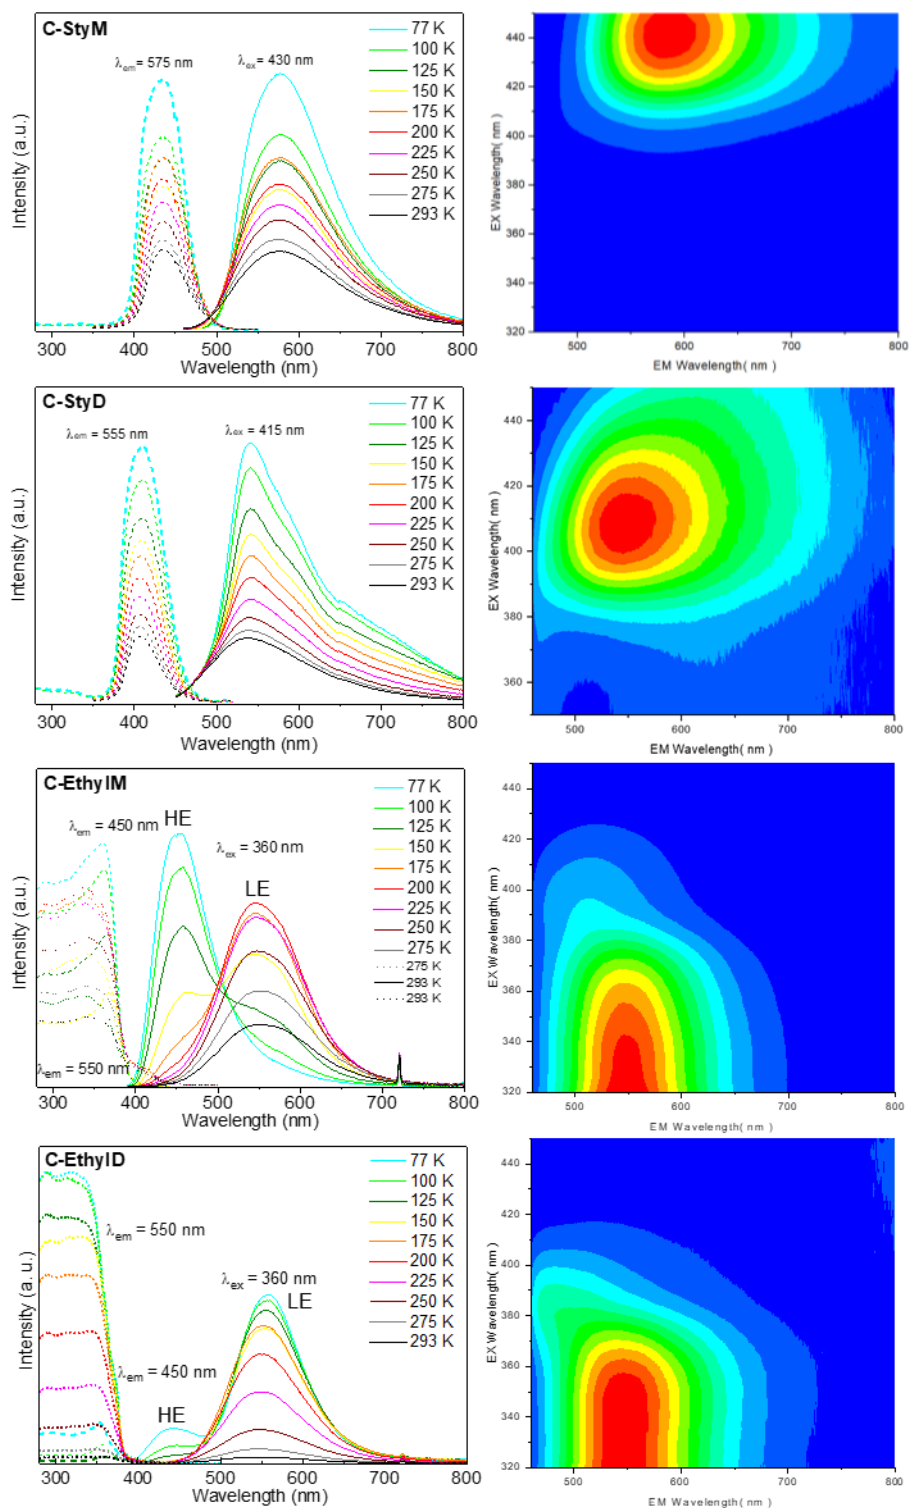 C-StyM
λem = 575 nm
λex = 430 nm
77 K
100 K
125 K
150 K
175 K
200 K
225 K
250 K
275 K
293 K
Intensity (a.u.)
300 400 500 600 700 800
Wavelength (nm)
EX Wavelength( nm )
440
420
400
380
360
340
320
500 600 700 800
EM Wavelength( nm )
C-StyD
λem = 555 nm
λex = 415 nm
77 K
100 K
125 K
150 K
175 K
200 K
225 K
250 K
275 K
293 K
Intensity (a.u.)
300 400 500 600 700 800
Wavelength (nm)
EX Wavelength( nm )
440
420
400
380
360
500 600 700 800
EM Wavelength( nm )
C-EthylM
λem = 450 nm
HE
λex = 360 nm
LE
77 K
100 K
125 K
150 K
175 K
200 K
225 K
250 K
275 K
275 K
293 K
293 K
λem = 550 nm
Intensity (a.u.)
300 400 500 600 700 800
Wavelength (nm)
EX Wavelength( nm )
440
420
400
380
360
340
320
500 600 700 800
EM Wavelength( nm )
C-EthylD
λem = 550 nm
λex = 360 nm
LE
λem = 450 nm
HE
77 K
100 K
125 K
150 K
175 K
200 K
225 K
250 K
275 K
293 K
Intensity (a.u.)
300 400 500 600 700 800
Wavelength (nm)
EX Wavelength( nm )
440
420
400
380
360
340
320
500 600 700 800
EM Wavelength( nm )